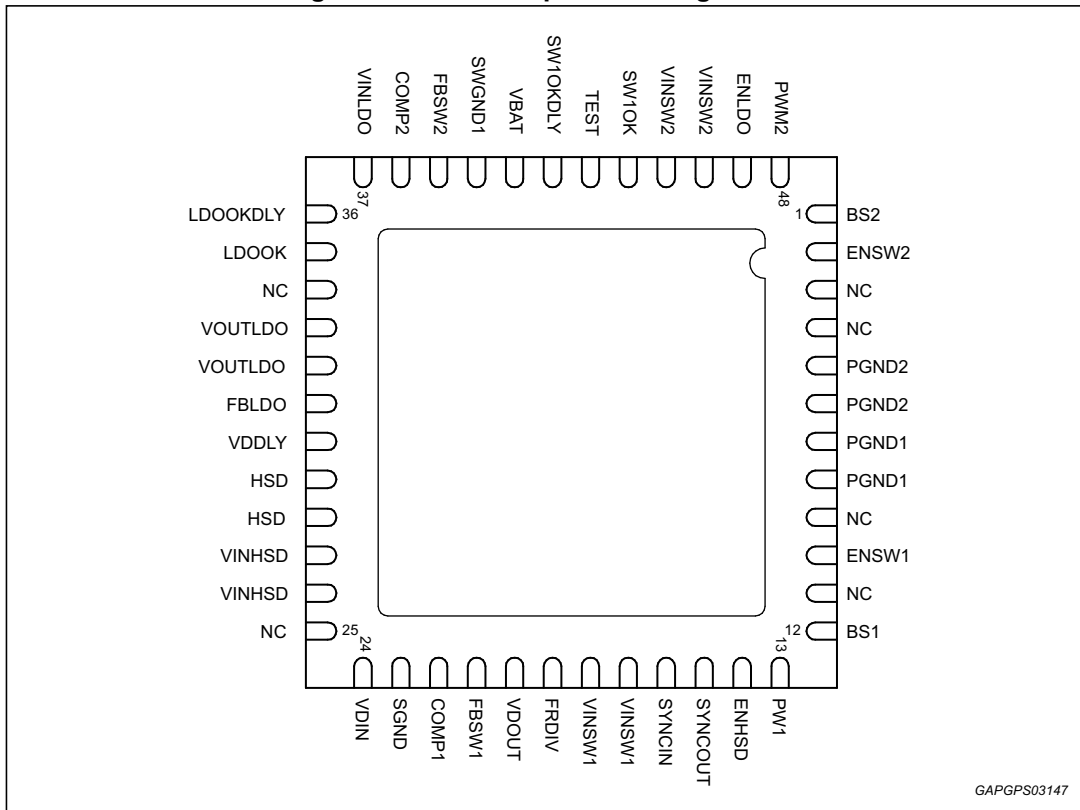 VINLDO
COMP2
FBSW2
SWGND1
VBAT
SW1OKDLY
TEST
SW1OK
VINSW2
VINSW2
ENLDO
PWM2
37
48
LDOOKDLY 36
LDOOK
NC
VOUTLDO
VOUTLDO
FBLDO
VDDLY
HSD
HSD
VINHSD
VINHSD
NC 25
1 BS2
ENSW2
NC
NC
PGND2
PGND2
PGND1
PGND1
NC
ENSW1
NC
12 BS1
24
13
VDIN
SGND
COMP1
FBSW1
VDOUT
FRDIV
VINSW1
VINSW1
SYNCIN
SYNCOUT
ENHSD
PW1
GAPGPS03147